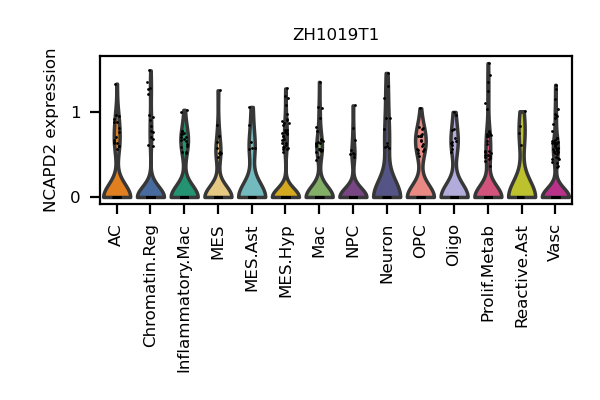 ZH1019T1
NCAPD2 expression
1
0
AC
Chromatin.Reg
Inflammatory.Mac
MES
MES.Ast
MES.Hyp
Mac
NPC
Neuron
OPC
Oligo
Prolif.Metab
Reactive.Ast
Vasc